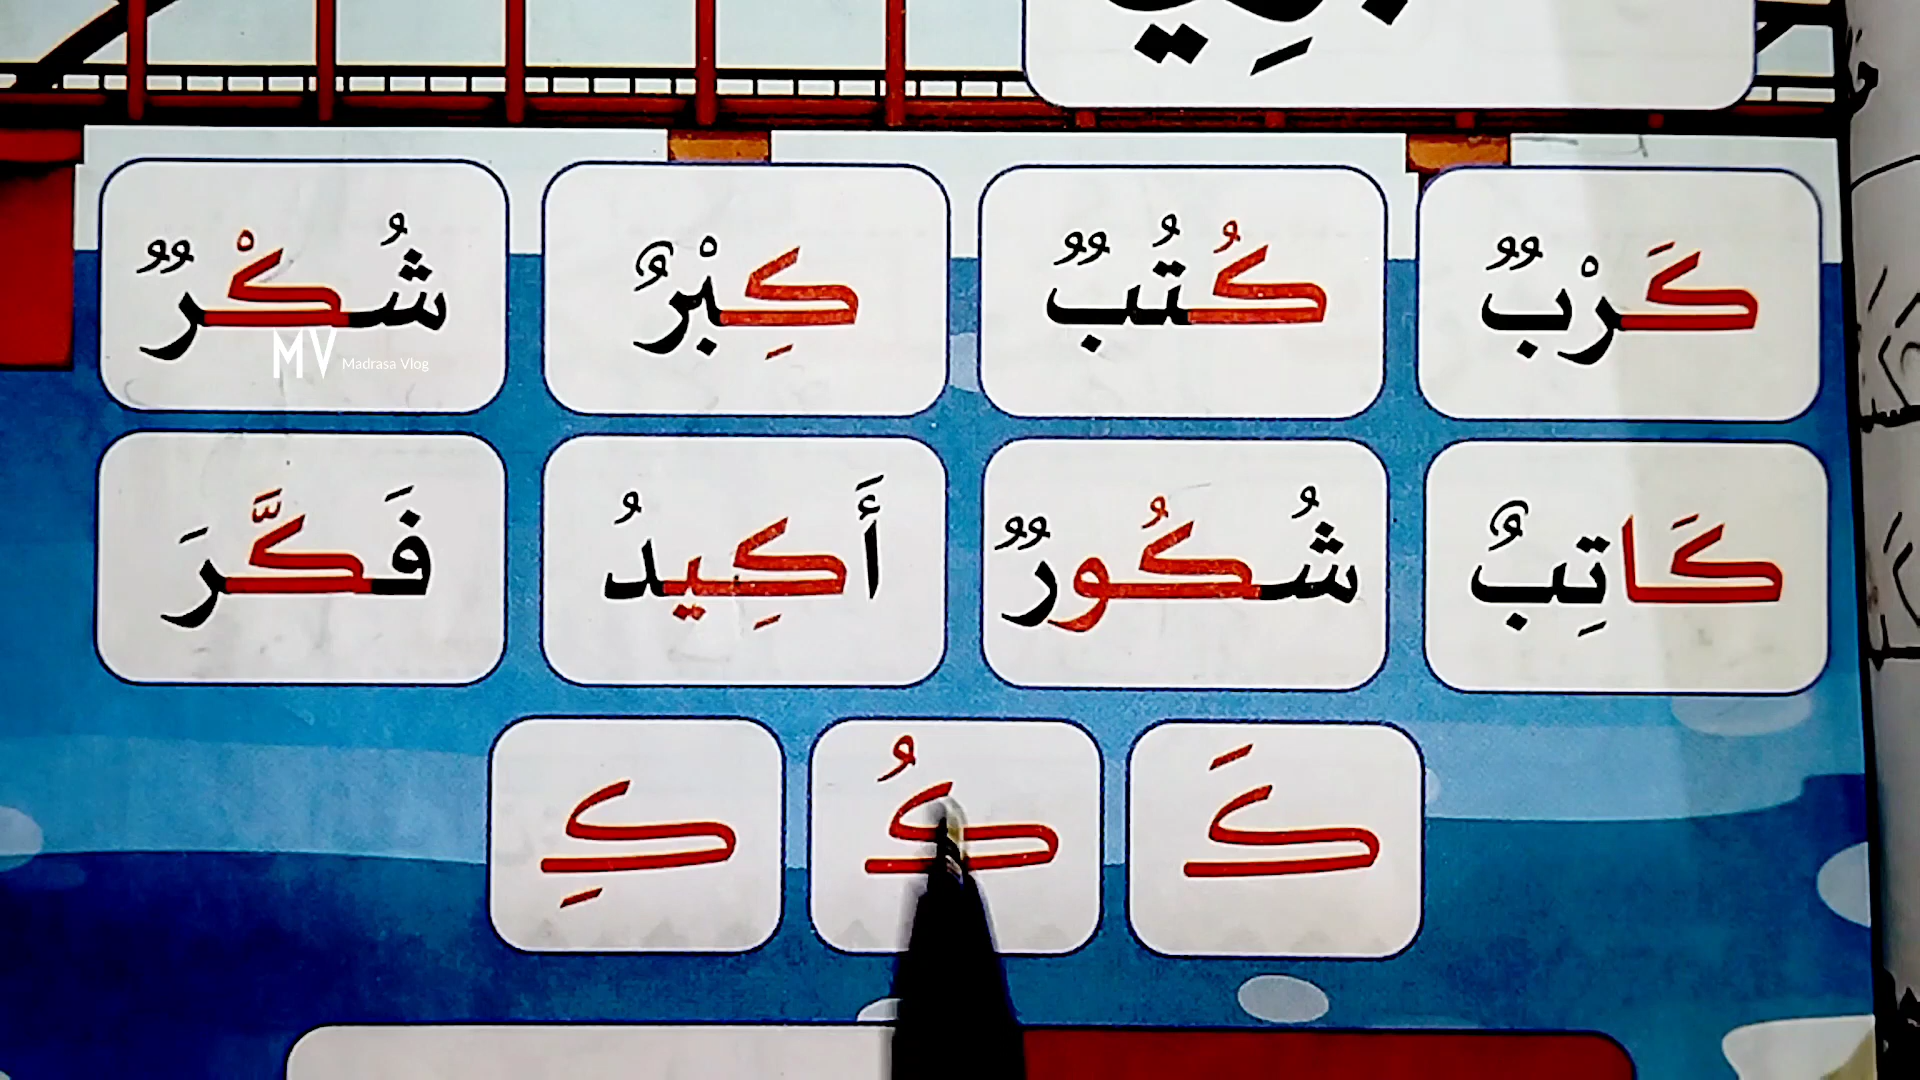 كَرْبٌ كُتُبٌ كِبْرٌ شُكْرٌ
MV Madrasa Vlog
كَاتِبٌ شُكُورٌ أَكِيدُ فَكَّرَ
كَ كُ كِ